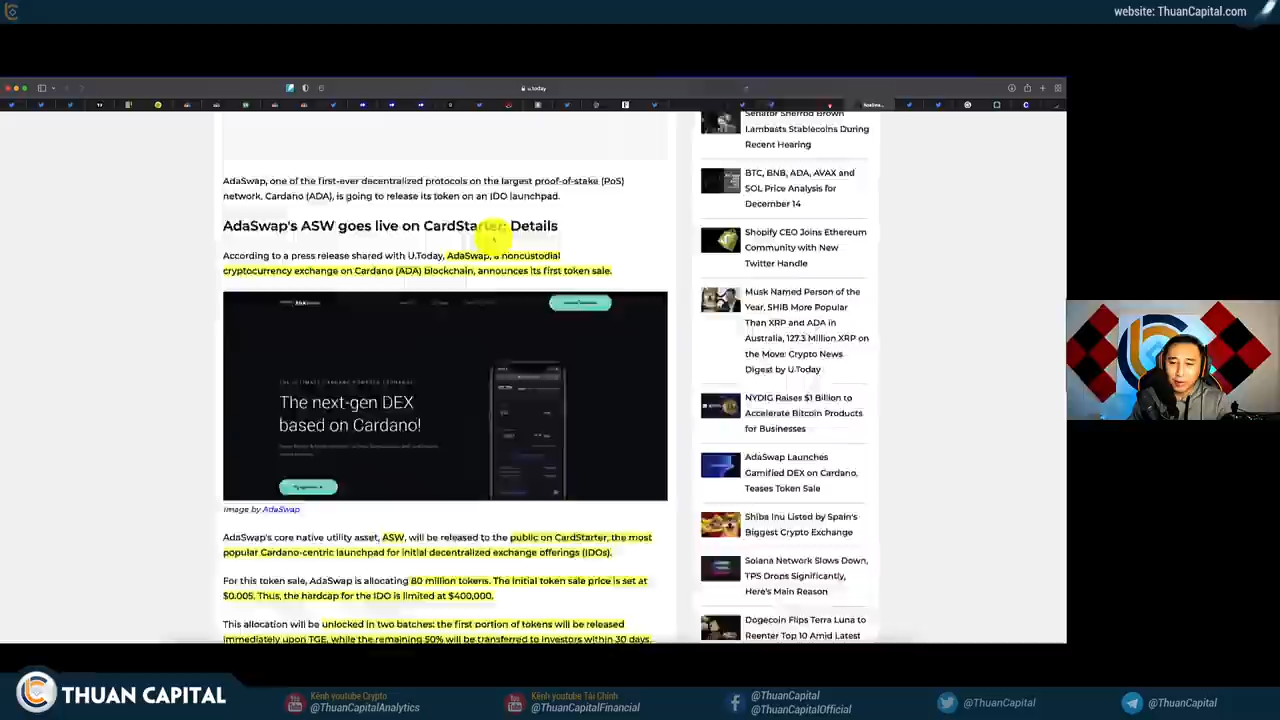 website: ThuanCapital.com
u.today
AdaSwap, one of the first-ever decentralized protocols on the largest proof-of-stake (PoS)
network, Cardano (ADA), is going to release its token on an IDO launchpad.
AdaSwap's ASW goes live on CardStarter: Details
According to a press release shared with U.Today, AdaSwap, a noncustodial
cryptocurrency exchange on Cardano (ADA) blockchain, announces its first token sale.
The next-gen DEX
based on Cardano!
Image by AdaSwap
AdaSwap's core native utility asset, ASW, will be released to the public on CardStarter, the most
popular Cardano-centric launchpad for initial decentralized exchange offerings (IDOs).
For this token sale, AdaSwap is allocating 80 million tokens. The initial token sale price is set at
$0.005. Thus, the hardcap for the IDO is limited at $400,000.
This allocation will be unlocked in two batches: the first portion of tokens will be released
immediately upon TGE, while the remaining 50% will be transferred to investors within 30 days.
Senator Sherrod Brown
Lambasts Stablecoins During
Recent Hearing
BTC, BNB, ADA, AVAX and
SOL Price Analysis for
December 14
Shopify CEO Joins Ethereum
Community with New
Twitter Handle
Musk Named Person of the
Year, SHIB More Popular
Than XRP and ADA in
Australia, 127.3 Million XRP on
the Move: Crypto News
Digest by U.Today
NYDIG Raises $1 Billion to
Accelerate Bitcoin Products
for Businesses
AdaSwap Launches
Gamified DEX on Cardano,
Teases Token Sale
Shiba Inu Listed by Spain's
Biggest Crypto Exchange
Solana Network Slows Down,
TPS Drops Significantly,
Here's Main Reason
Dogecoin Flips Terra Luna to
Reenter Top 10 Amid Latest
THUAN CAPITAL
Kênh youtube Crypto
@ThuanCapitalAnalytics
Kênh youtube Tài Chính
@ThuanCapitalFinancial
@ThuanCapital
@ThuanCapitalOfficial
@ThuanCapital
@ThuanCapital